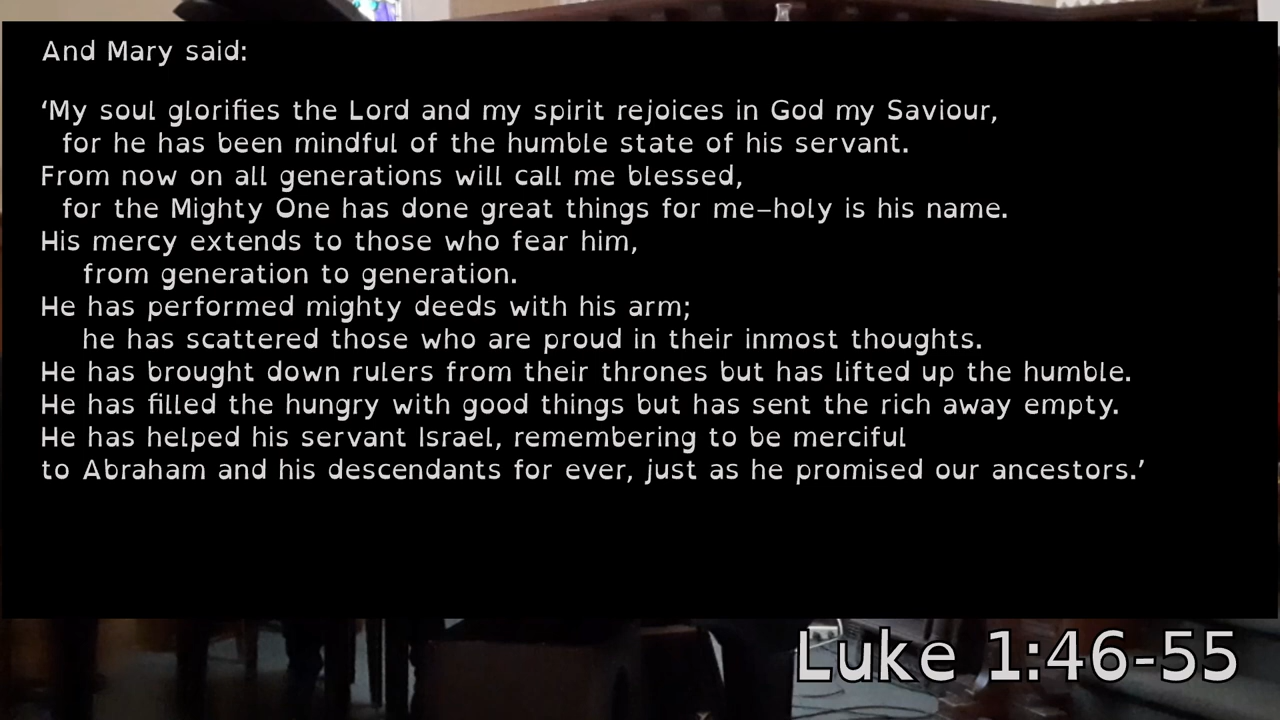 And Mary said:
‘My soul glorifies the Lord and my spirit rejoices in God my Saviour,
for he has been mindful of the humble state of his servant.
From now on all generations will call me blessed,
for the Mighty One has done great things for me–holy is his name.
His mercy extends to those who fear him,
from generation to generation.
He has performed mighty deeds with his arm;
he has scattered those who are proud in their inmost thoughts.
He has brought down rulers from their thrones but has lifted up the humble.
He has filled the hungry with good things but has sent the rich away empty.
He has helped his servant Israel, remembering to be merciful
to Abraham and his descendants for ever, just as he promised our ancestors.’
Luke 1:46-55